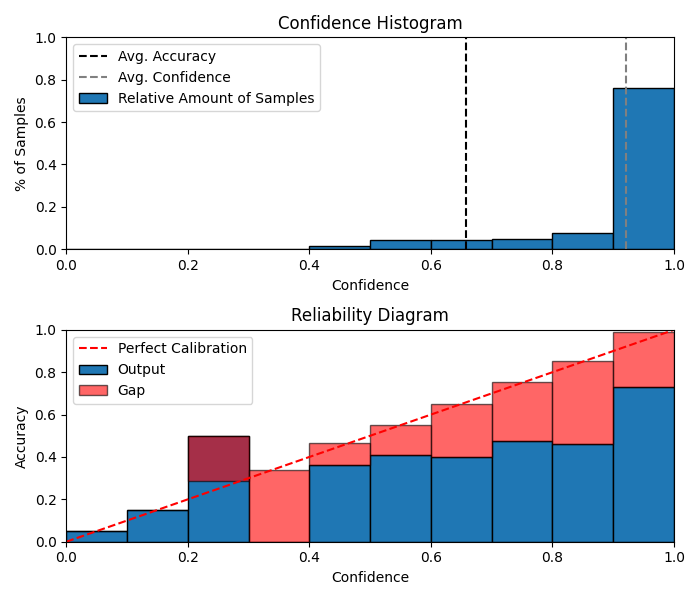 Confidence Histogram
1.0
0.8
0.6
0.4
0.2
0.0
% of Samples
Avg. Accuracy
Avg. Confidence
Relative Amount of Samples
0.0 0.2 0.4 0.6 0.8 1.0
Confidence
Reliability Diagram
1.0
0.8
0.6
0.4
0.2
0.0
Accuracy
Perfect Calibration
Output
Gap
0.0 0.2 0.4 0.6 0.8 1.0
Confidence